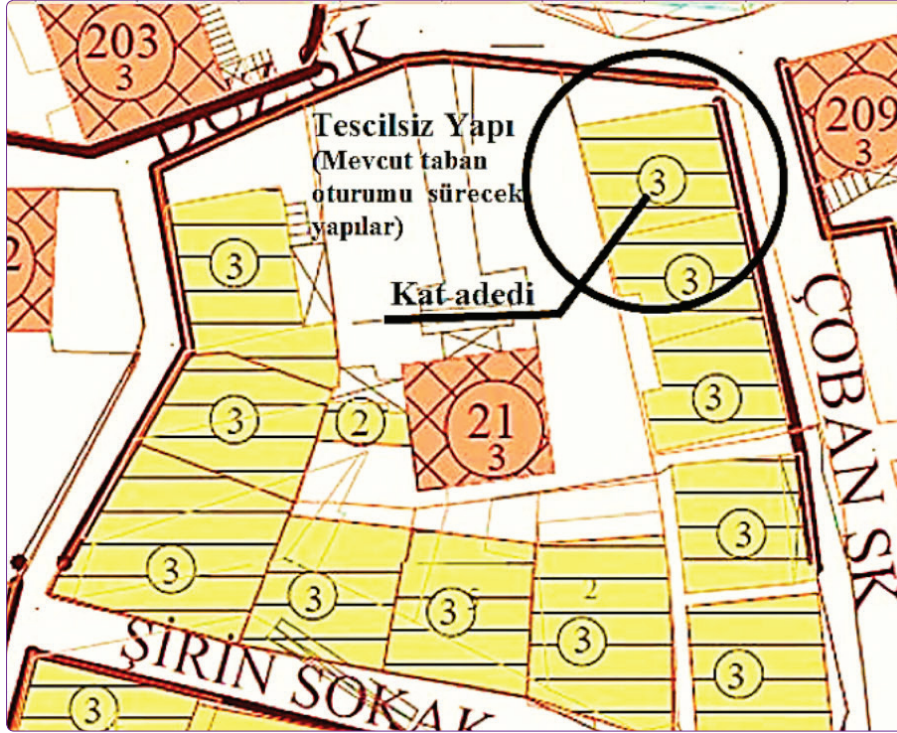 203
3
DÜZ SK
209
3
Tescilsiz Yapı
(Mevcut taban
oturumu sürecek
yapılar)
3
3
3
Kat adedi
2
ÇOBAN SK
3
3
2
21
3
3
3
3
3
2
3
3
ŞİRİN SOKAK
3